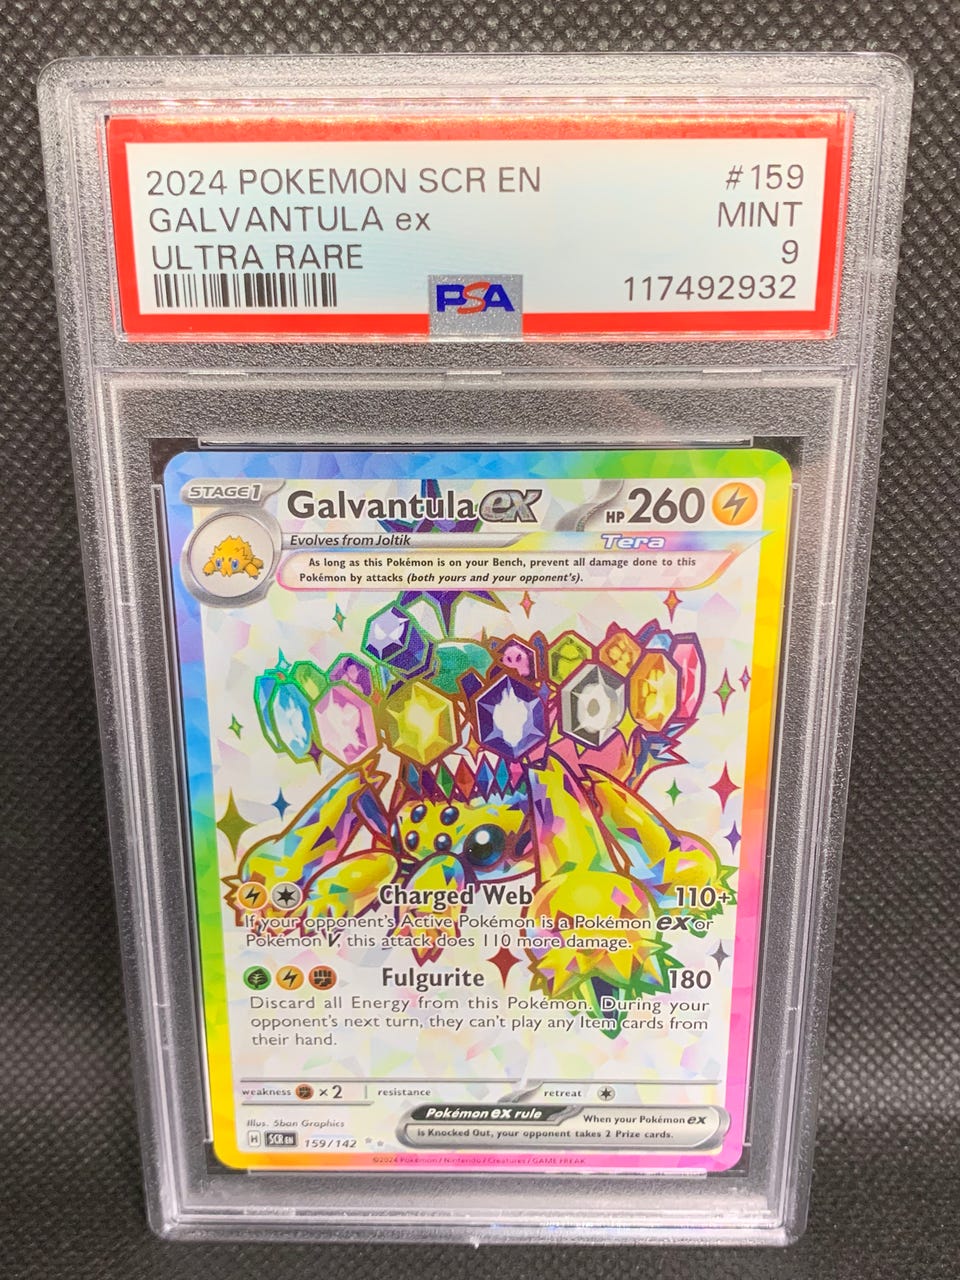 2024 POKEMON SCR EN #159
GALVANTULA ex MINT
ULTRA RARE 9
117492932
PSA
STAGE 1 Galvantula ex HP 260
Evolves from Joltik Tera
As long as this Pokémon is on your Bench, prevent all damage done to this
Pokémon by attacks (both yours and your opponent's).
Charged Web 110+
If your opponent's Active Pokémon is a Pokémon ex or
Pokémon V, this attack does 110 more damage.
Fulgurite 180
Discard all Energy from this Pokémon. During your
opponent's next turn, they can't play any Item cards from
their hand.
weakness ×2 resistance retreat
Pokémon ex rule When your Pokémon ex
is Knocked Out, your opponent takes 2 Prize cards.
Illus. 5ban Graphics
H SCR EN 159/142
©2024 Pokémon / Nintendo / Creatures / GAME FREAK